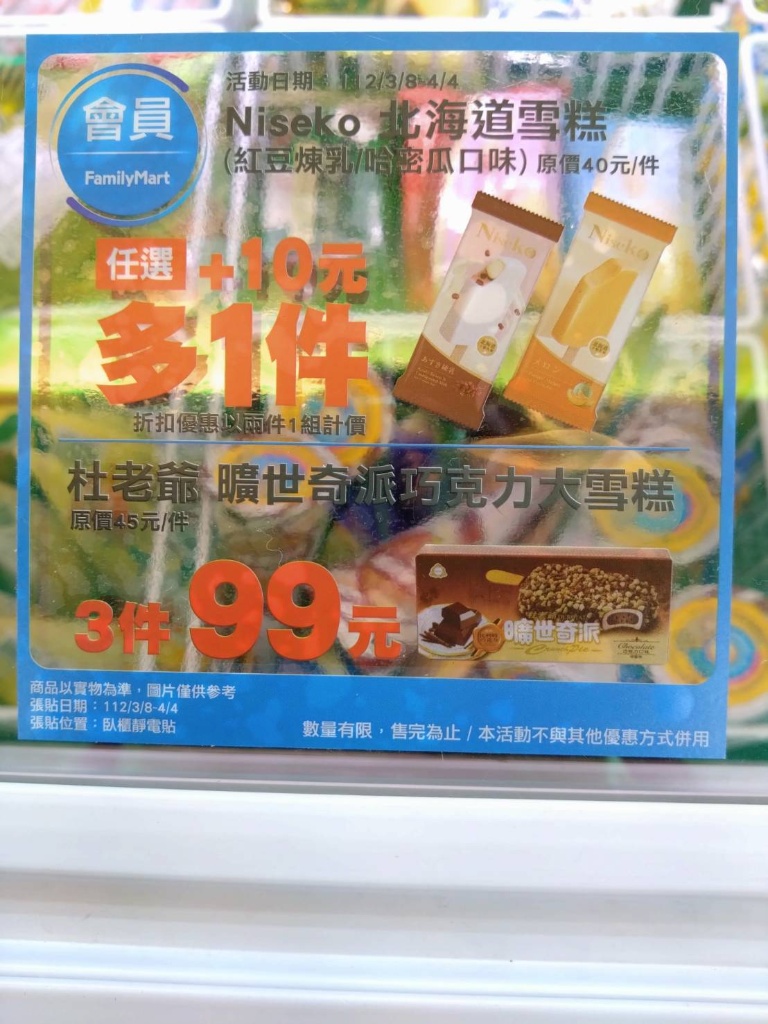 會員
FamilyMart
活動日期：112/3/8-4/4
Niseko 北海道雪糕
(紅豆煉乳/哈密瓜口味) 原價40元/件
任選 +10元
多1件
折扣優惠以兩件1組計價
Niseko
Niseko
杜老爺 曠世奇派巧克力大雪糕
原價45元/件
3件 99元
曠世奇派
Chocolate
商品以實物為準，圖片僅供參考
張貼日期：112/3/8-4/4
張貼位置：臥櫃靜電貼
數量有限，售完為止 / 本活動不與其他優惠方式併用